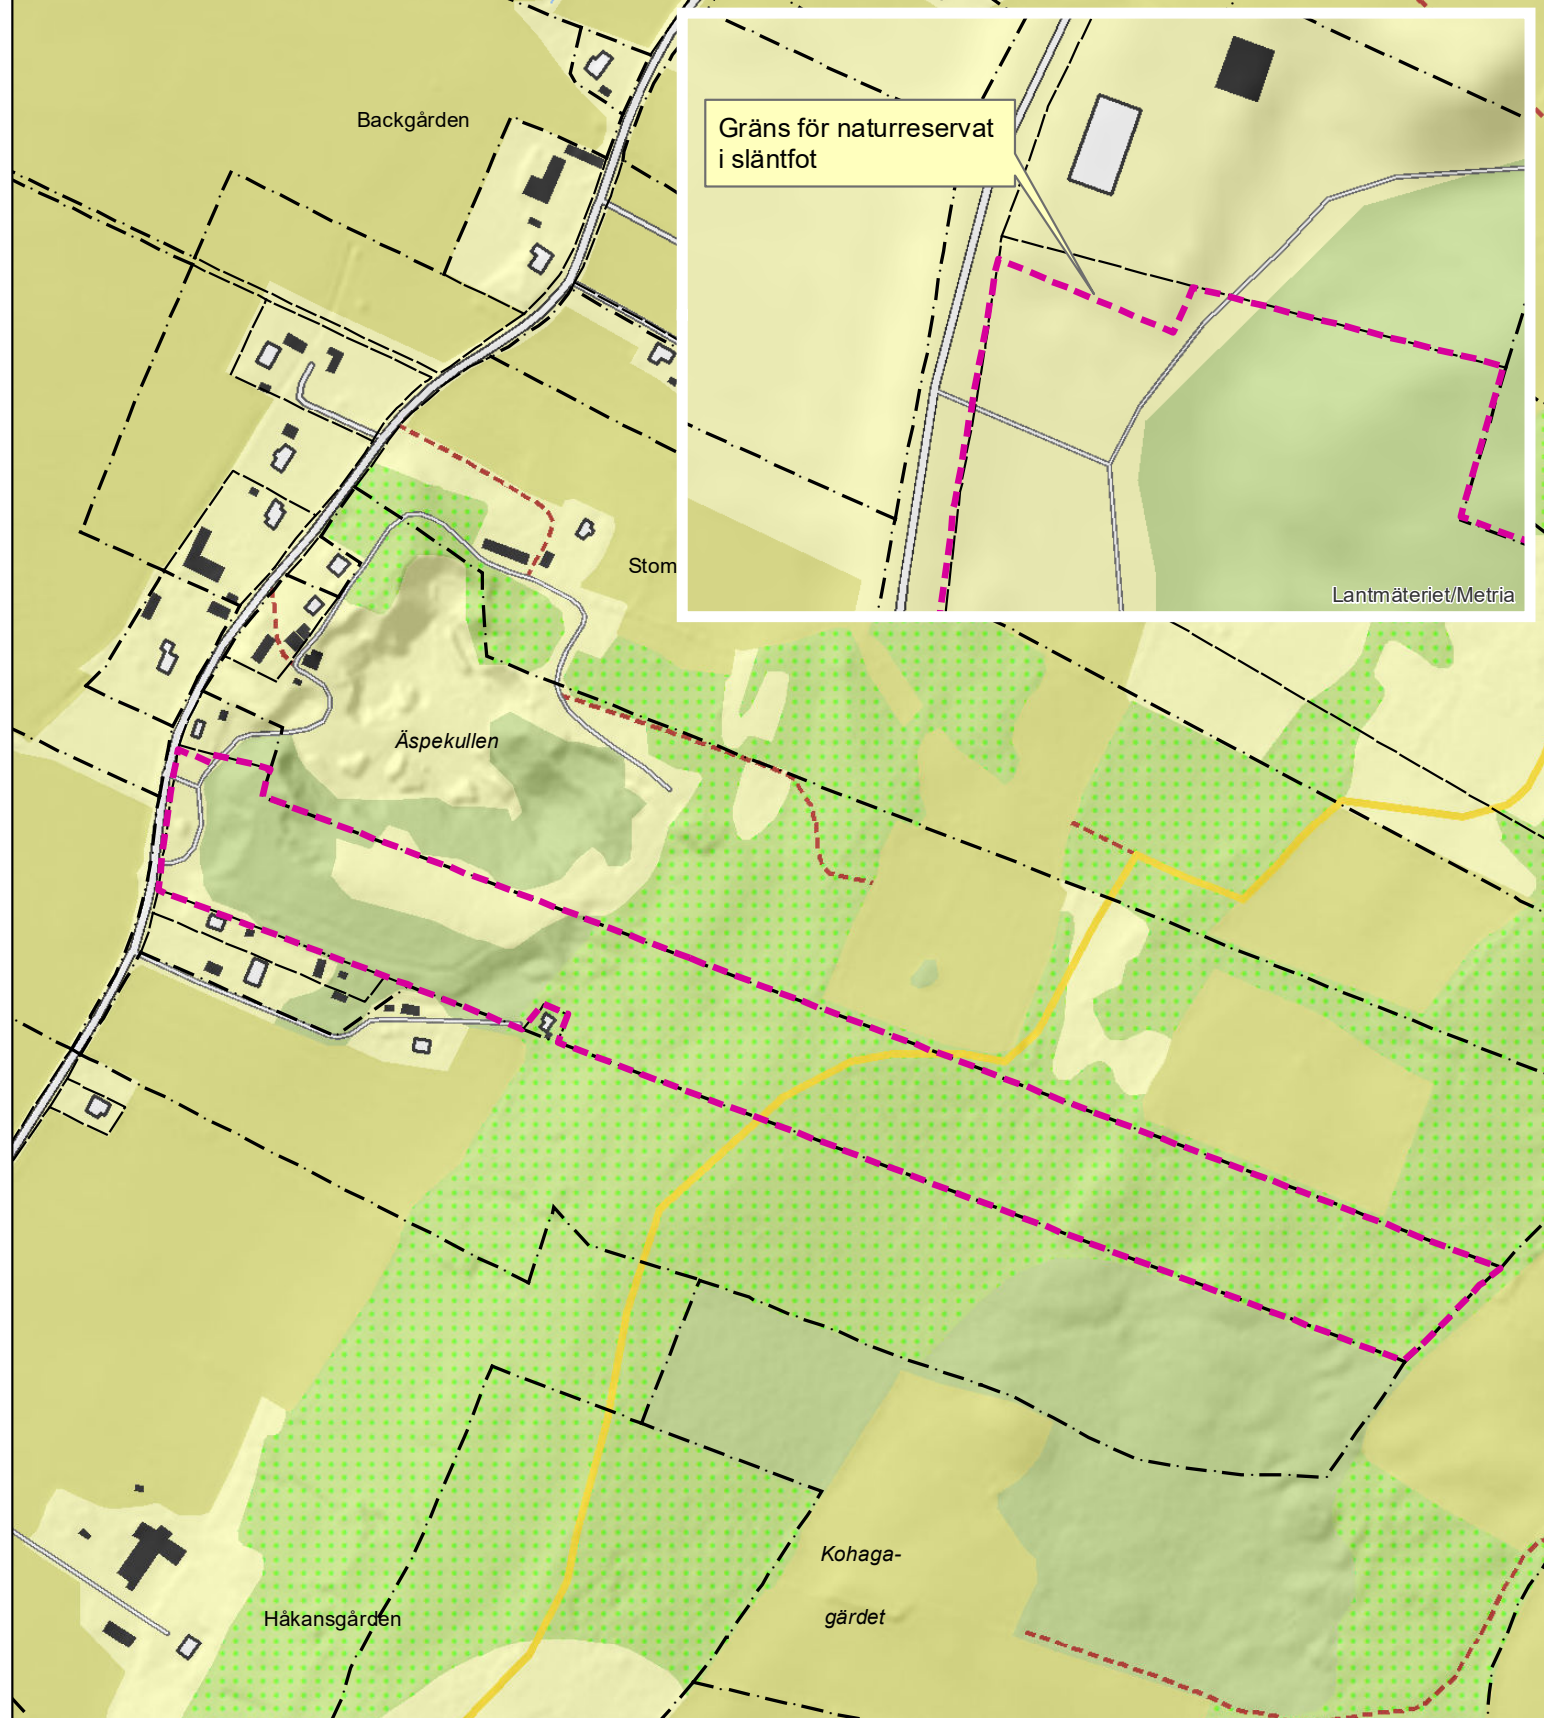 Backgården
Gräns för naturreservat
i släntfot
Stom
Lantmäteriet/Metria
Äspekullen
Kohaga-
gärdet
Håkansgården